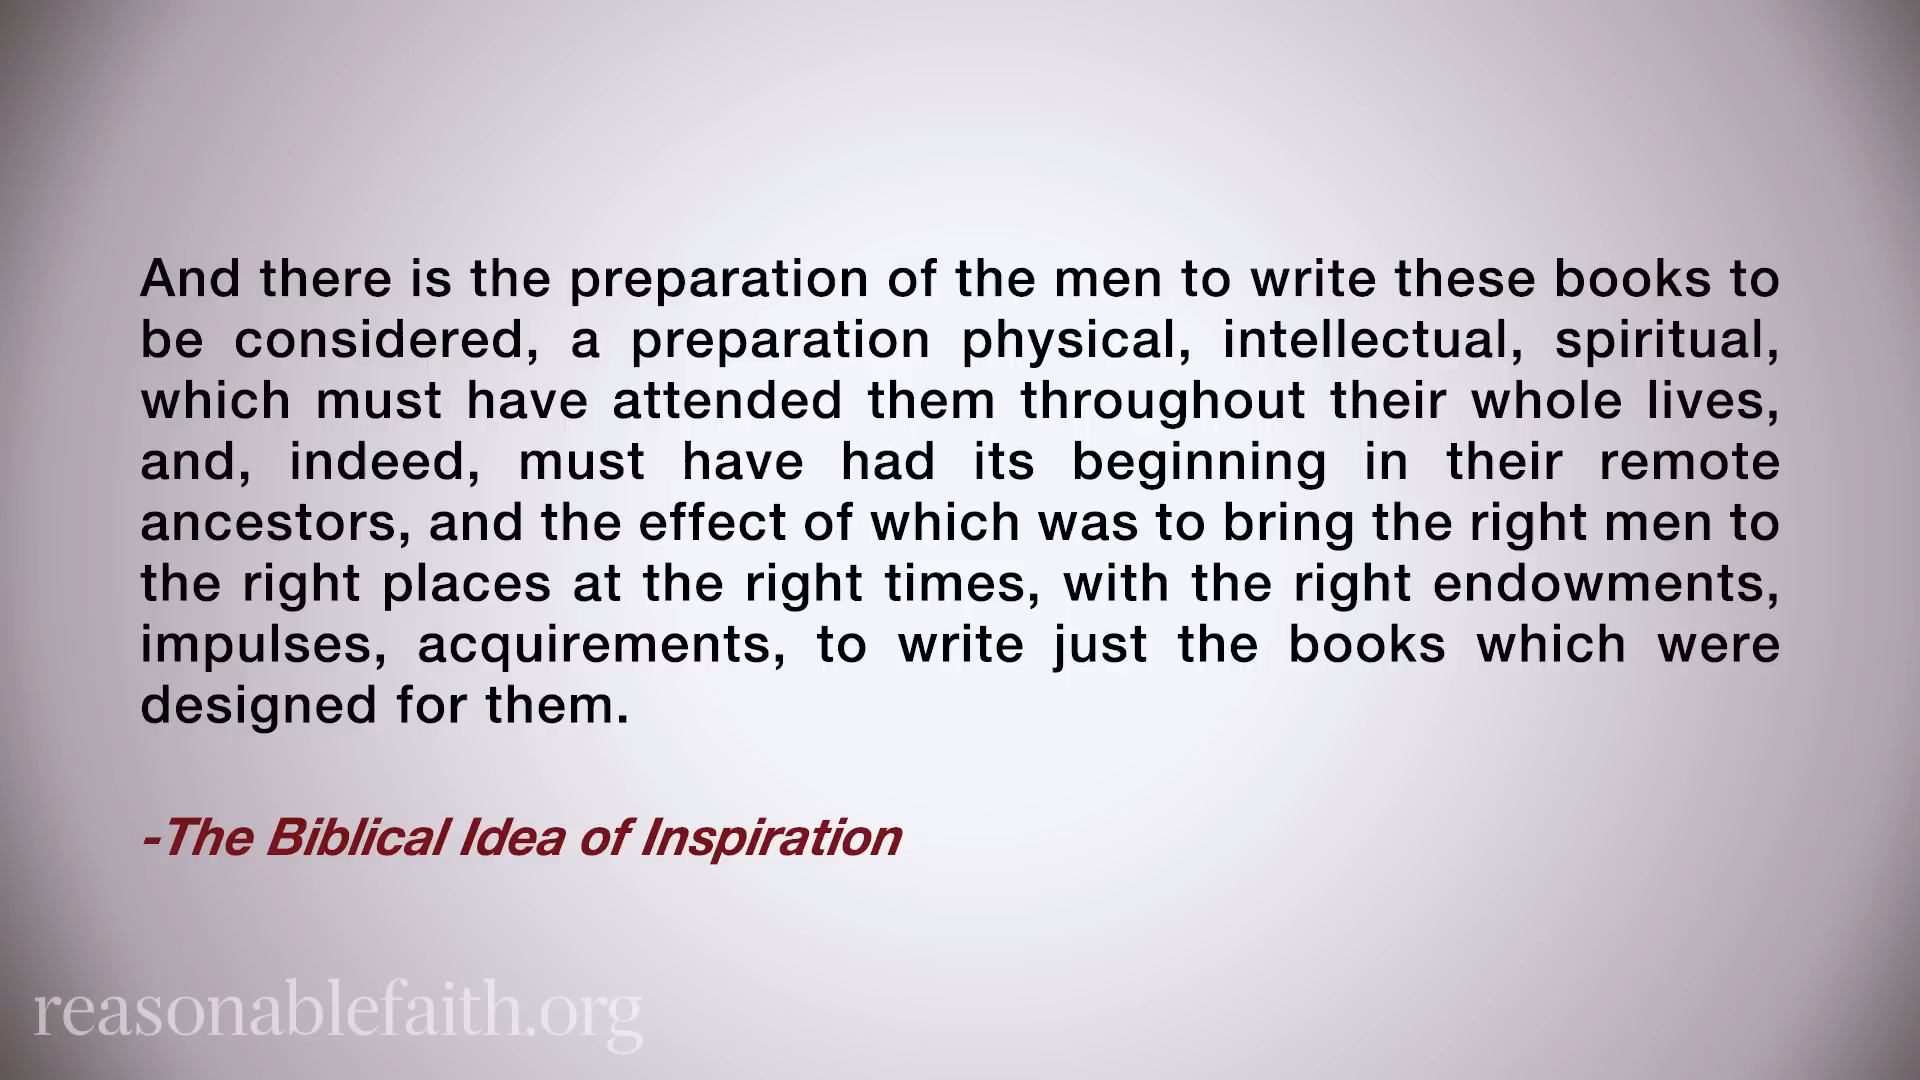 And there is the preparation of the men to write these books to
be considered, a preparation physical, intellectual, spiritual,
which must have attended them throughout their whole lives,
and, indeed, must have had its beginning in their remote
ancestors, and the effect of which was to bring the right men to
the right places at the right times, with the right endowments,
impulses, acquirements, to write just the books which were
designed for them.
-The Biblical Idea of Inspiration
reasonablefaith.org